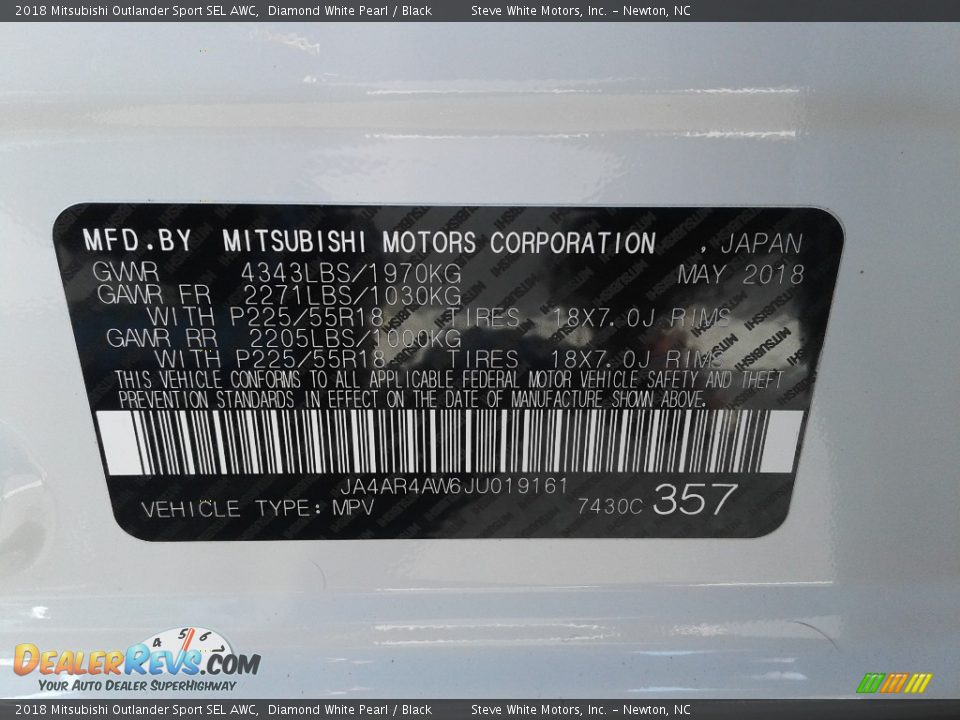 2018 Mitsubishi Outlander Sport SEL AWC, Diamond White Pearl / Black Steve White Motors, Inc. - Newton, NC
MFD.BY MITSUBISHI MOTORS CORPORATION , JAPAN
GVWR 4343LBS/1970KG MAY 2018
GAWR FR 2271LBS/1030KG
WITH P225/55R18 TIRES 18X7.0J RIMS
GAWR RR 2205LBS/1000KG
WITH P225/55R18 TIRES 18X7.0J RIMS
THIS VEHICLE CONFORMS TO ALL APPLICABLE FEDERAL MOTOR VEHICLE SAFETY AND THEFT
PREVENTION STANDARDS IN EFFECT ON THE DATE OF MANUFACTURE SHOWN ABOVE.
JA4AR4AW6JU019161
VEHICLE TYPE: MPV 7430C 357
4 5 6
DEALERREVS.COM
YOUR AUTO DEALER SUPERHIGHWAY
2018 Mitsubishi Outlander Sport SEL AWC, Diamond White Pearl / Black Steve White Motors, Inc. - Newton, NC